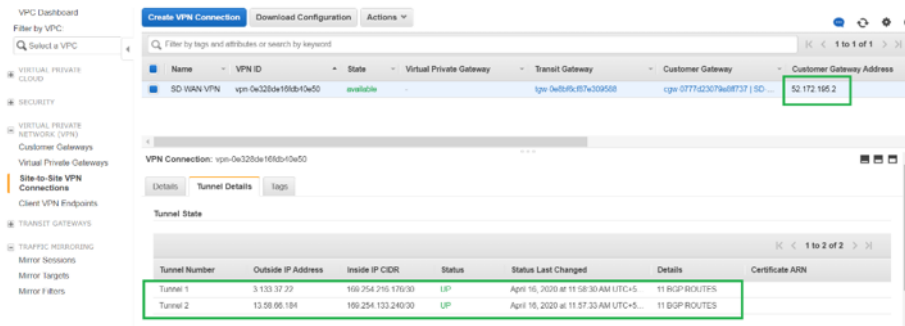 VPC Dashboard
Filter by VPC:
Select a VPC
VIRTUAL PRIVATE
CLOUD
SECURITY
VIRTUAL PRIVATE
NETWORK (VPN)
Customer Gateways
Virtual Private Gateways
Site-to-Site VPN
Connections
Client VPN Endpoints
TRANSIT GATEWAYS
TRAFFIC MIRRORING
Mirror Sessions
Mirror Targets
Mirror Filters
Create VPN Connection Download Configuration Actions
Filter by tags and attributes or search by keyword
1 to 1 of 1
Name VPN ID State Virtual Private Gateway Transit Gateway Customer Gateway Customer Gateway Address
SD WAN VPN vpn-0e328de16fdb40e50 available - 52.172.195.2
VPN Connection: vpn-0e328de16fdb40e50
Details Tunnel Details Tags
Tunnel State
1 to 2 of 2
Tunnel Number Outside IP Address Inside IP CIDR Status Status Last Changed Details Certificate ARN
Tunnel 1 3.133.37.22 169.254.216.176/30 UP April 16, 2020 at 11:58:30 AM UTC+5... 11 BGP ROUTES
Tunnel 2 13.58.66.184 169.254.133.240/30 UP April 16, 2020 at 11:57:33 AM UTC+5... 11 BGP ROUTES